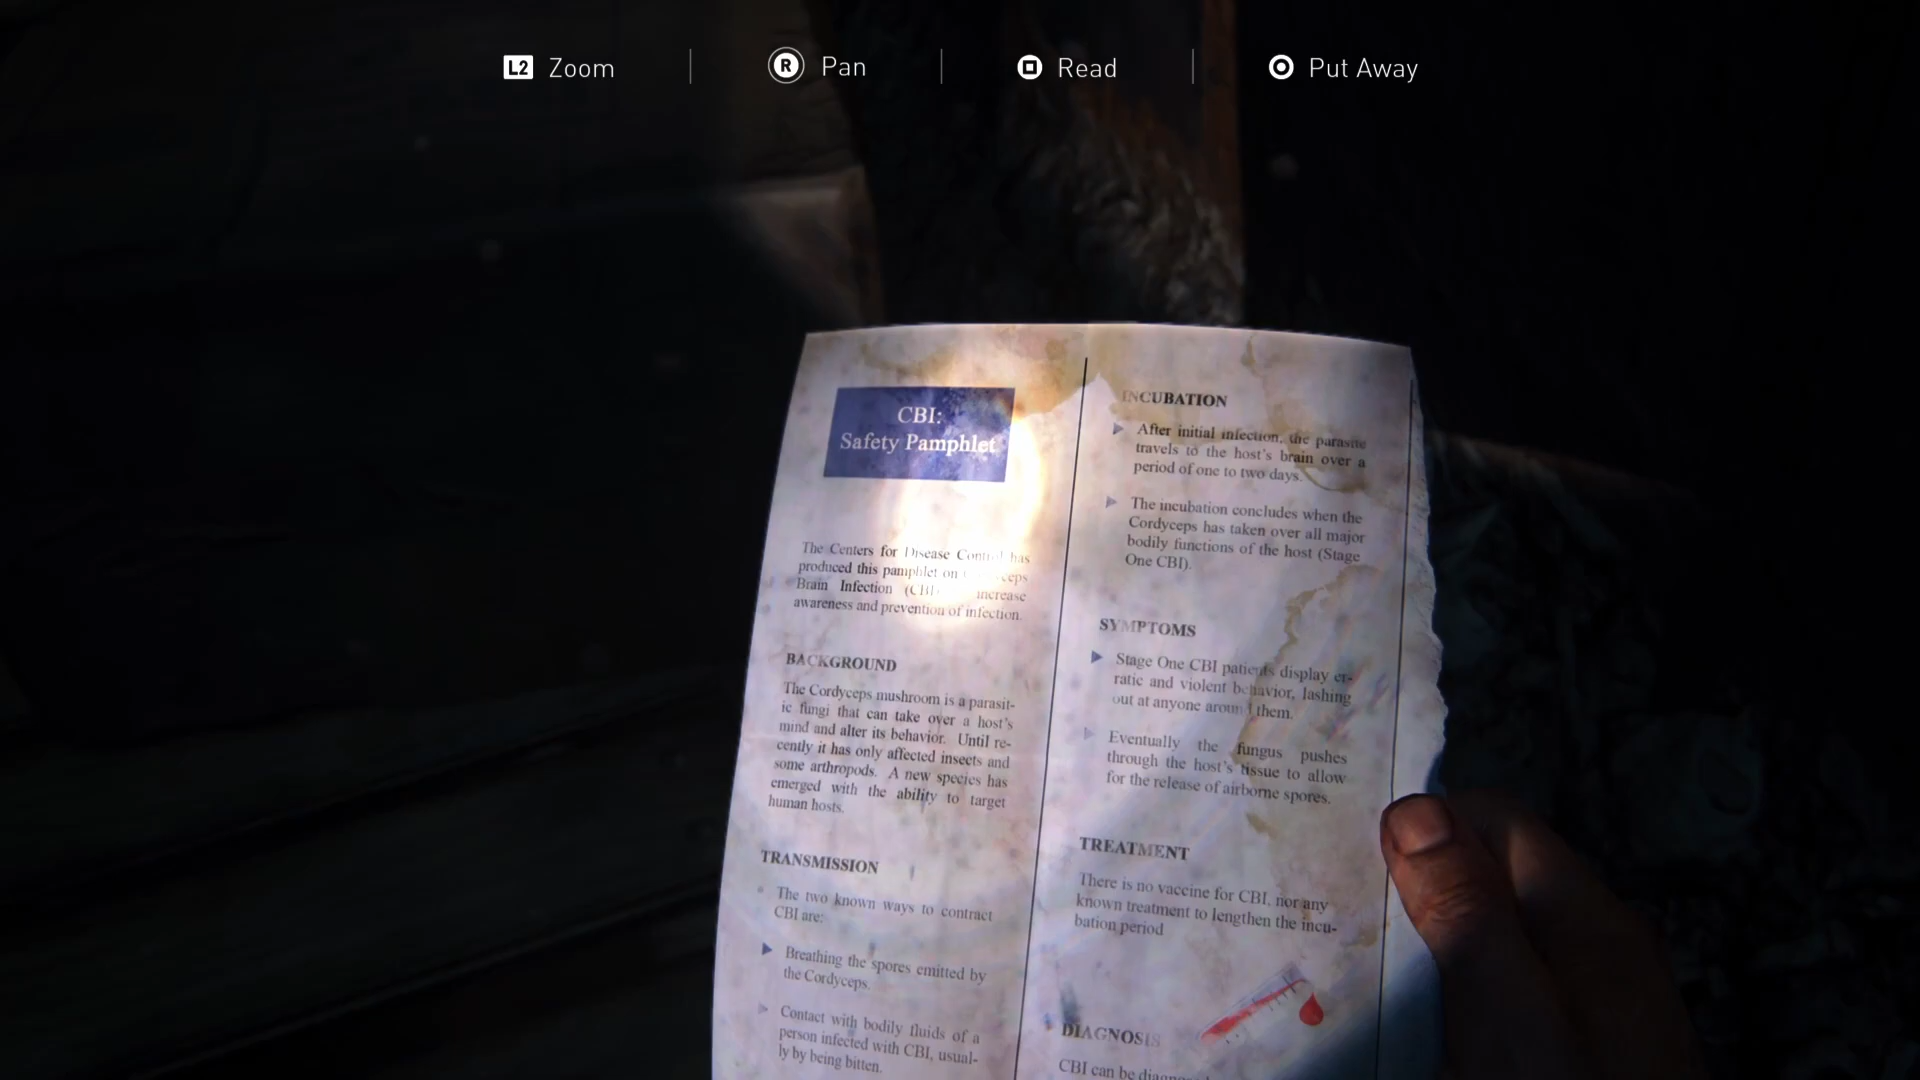 L2 Zoom
R Pan
Read
Put Away
CBI:
Safety Pamphlet
The Centers for Disease Control has
produced this pamphlet on
Brain Infection (CBI) increase
awareness and prevention of infection.
BACKGROUND
The Cordyceps mushroom is a parasit-
ic fungi that can take over a host's
mind and alter its behavior. Until re-
cently it has only affected insects and
some arthropods. A new species has
emerged with the ability to target
human hosts.
TRANSMISSION
The two known ways to contract
CBI are:
Breathing the spores emitted by
the Cordyceps.
Contact with bodily fluids of a
person infected with CBI, usual-
ly by being bitten.
INCUBATION
After initial infection, the parasite
travels to the host's brain over a
period of one to two days.
The incubation concludes when the
Cordyceps has taken over all major
bodily functions of the host (Stage
One CBI).
SYMPTOMS
Stage One CBI patients display er-
ratic and violent behavior, lashing
out at anyone around them.
Eventually the fungus pushes
through the host's tissue to allow
for the release of airborne spores.
TREATMENT
There is no vaccine for CBI, nor any
known treatment to lengthen the incu-
bation period
DIAGNOSIS
CBI can be